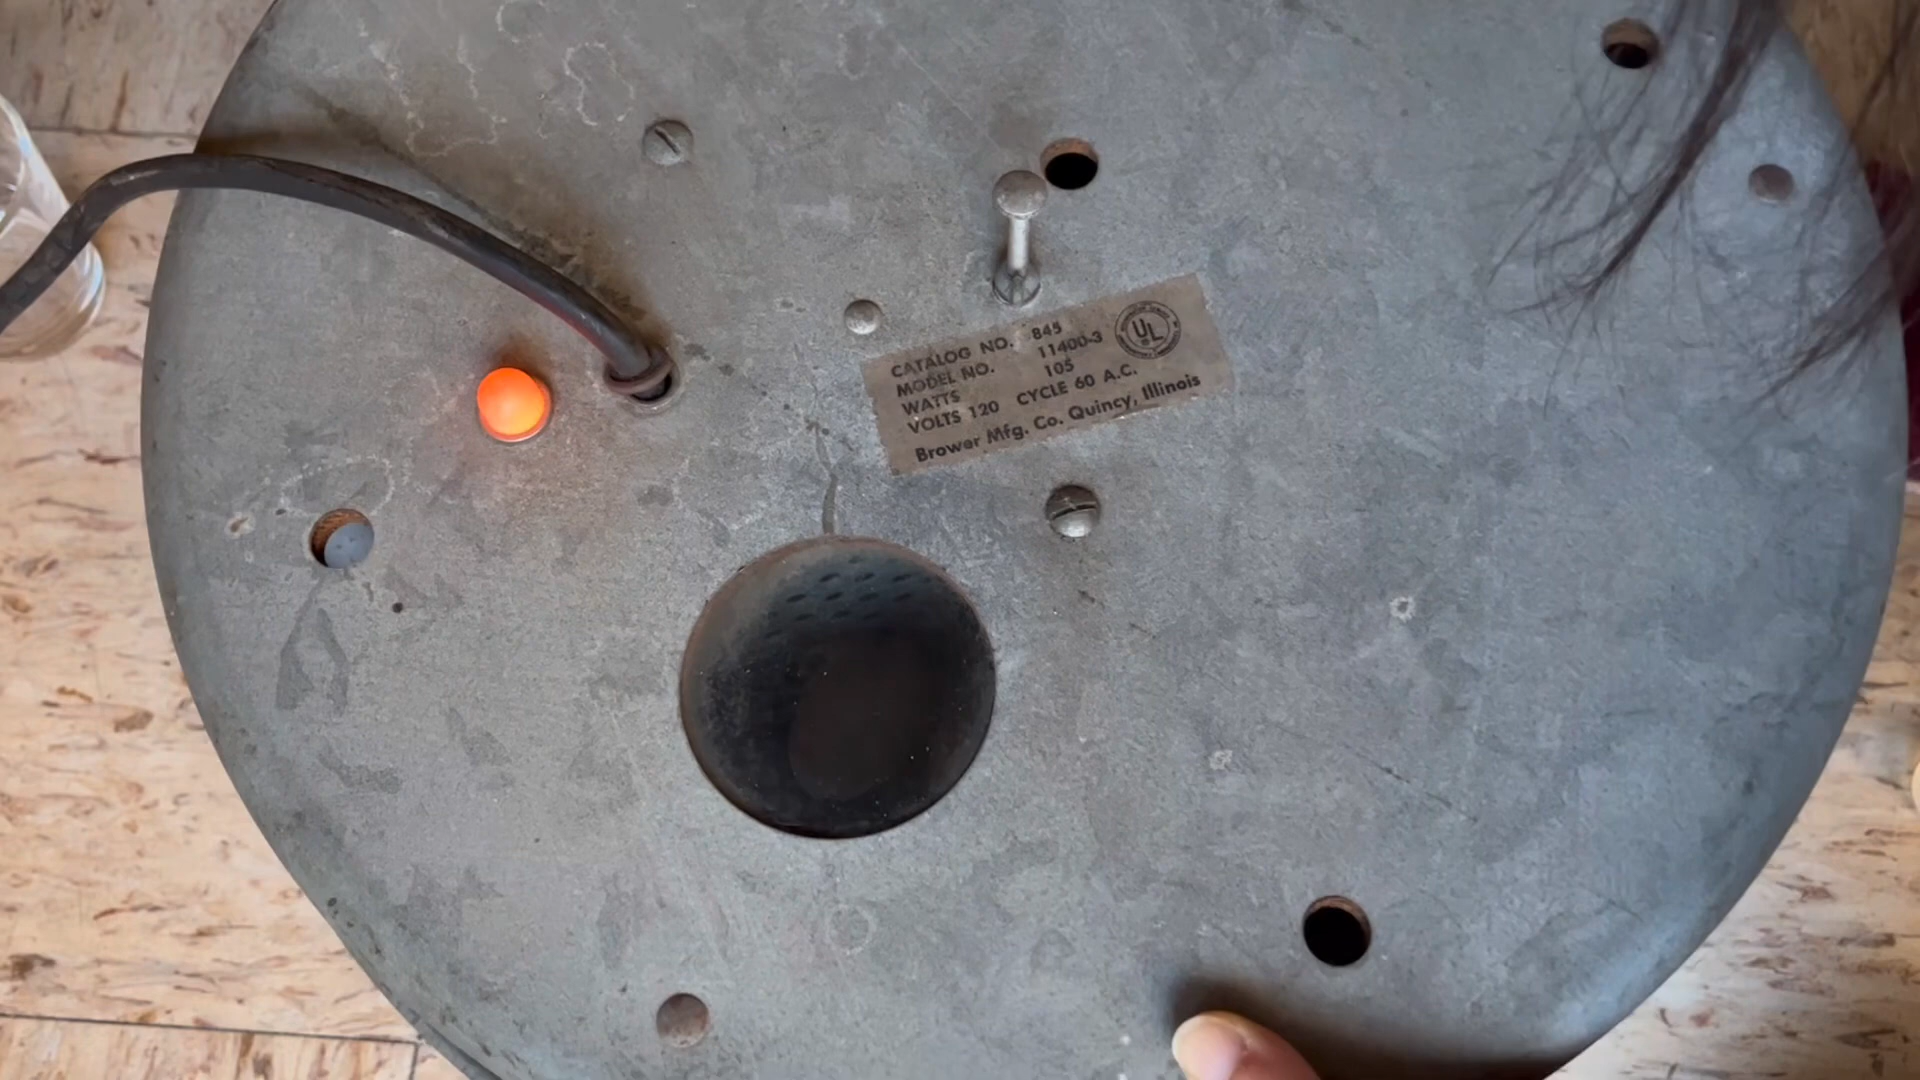 CATALOG NO. 845
MODEL NO. 11400-3
WATTS 105
VOLTS 120 CYCLE 60 A.C.
Brower Mfg. Co. Quincy, Illinois
UL